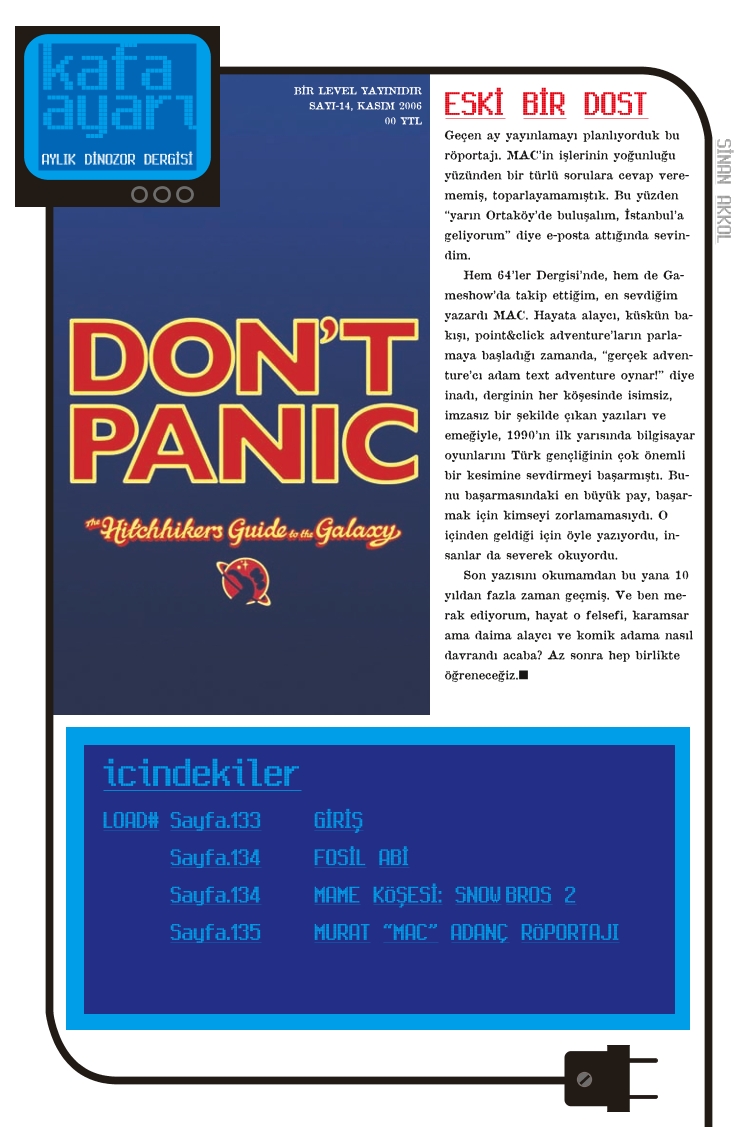 kafa
ayarı
AYLIK DİNOZOR DERGİSİ
BİR LEVEL YAYINIDIR
SAYI-14, KASIM 2006
00 YTL
DON'T
PANIC
The Hitchhikers Guide to the Galaxy
ESKİ BİR DOST
Geçen ay yayınlamayı planlıyorduk bu
röportajı. MAC'in işlerinin yoğunluğu
yüzünden bir türlü sorulara cevap vere-
memiş, toparlayamamıştık. Bu yüzden
"yarın Ortaköy'de buluşalım, İstanbul'a
geliyorum" diye e-posta attığında sevin-
dim.
Hem 64'ler Dergisi'nde, hem de Ga-
meshow'da takip ettiğim, en sevdiğim
yazardı MAC. Hayata alaycı, küskün ba-
kışı, point&click adventure'ların parla-
maya başladığı zamanda, "gerçek adven-
ture'cı adam text adventure oynar!" diye
inadı, derginin her köşesinde isimsiz,
imzasız bir şekilde çıkan yazıları ve
emeğiyle, 1990'ın ilk yarısında bilgisayar
oyunlarını Türk gençliğinin çok önemli
bir kesimine sevdirmeyi başarmıştı. Bu-
nu başarmasındaki en büyük pay, başar-
mak için kimseyi zorlamamasıydı. O
içinden geldiği için öyle yazıyordu, in-
sanlar da severek okuyordu.
Son yazısını okumamdan bu yana 10
yıldan fazla zaman geçmiş. Ve ben me-
rak ediyorum, hayat o felsefi, karamsar
ama daima alaycı ve komik adama nasıl
davrandı acaba? Az sonra hep birlikte
öğreneceğiz.■
SİNAN AKKOL
icindekiler
LOAD# Sayfa.133 GİRİŞ
Sayfa.134 FOSİL ABİ
Sayfa.134 MAME KÖŞESİ: SNOW BROS 2
Sayfa.135 MURAT "MAC" ADANÇ RÖPORTAJI